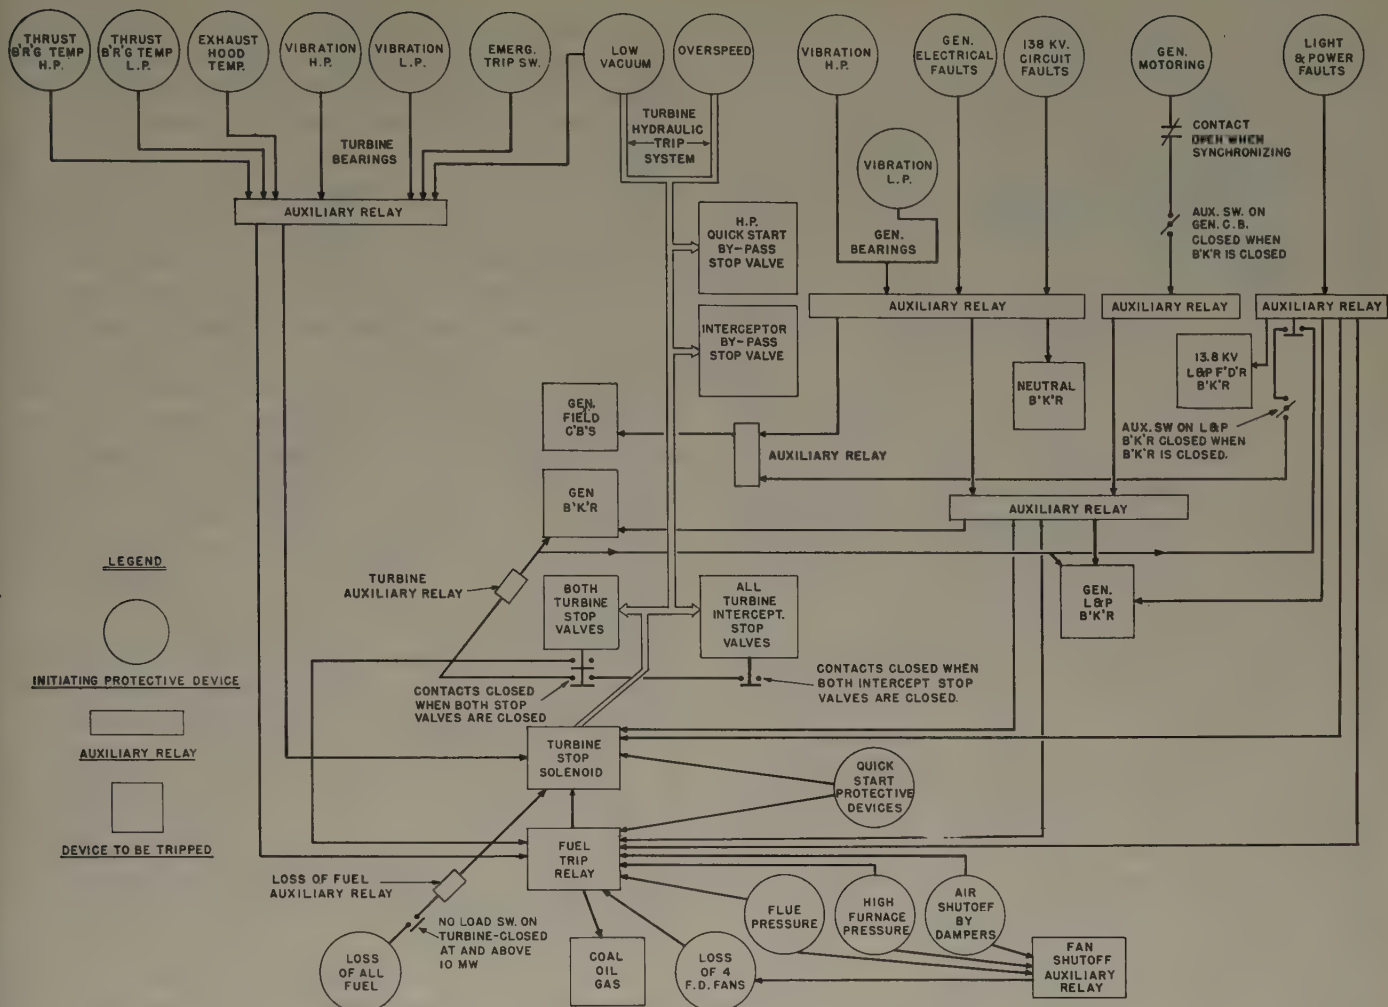 THRUST
B'R'G TEMP
H.P.
THRUST
B'R'G TEMP
L.P.
EXHAUST
HOOD
TEMP.
VIBRATION
H.P.
VIBRATION
L.P.
EMERG.
TRIP SW.
LOW
VACUUM
OVERSPEED
VIBRATION
H.P.
GEN.
ELECTRICAL
FAULTS
138 KV.
CIRCUIT
FAULTS
GEN.
MOTORING
LIGHT
& POWER
FAULTS
TURBINE
BEARINGS
TURBINE
HYDRAULIC
TRIP
SYSTEM
CONTACT
OPEN WHEN
SYNCHRONIZING
VIBRATION
L.P.
AUXILIARY RELAY
H.P.
QUICK START
BY-PASS
STOP VALVE
GEN.
BEARINGS
AUX. SW. ON
GEN. C.B.
CLOSED WHEN
B'K'R IS CLOSED
AUXILIARY RELAY
AUXILIARY RELAY
AUXILIARY RELAY
INTERCEPTOR
BY-PASS
STOP VALVE
13.8 KV
L&P F'D'R
B'K'R
NEUTRAL
B'K'R
GEN.
FIELD
C'B'S
AUX. SW ON L&P
B'K'R CLOSED WHEN
B'K'R IS CLOSED.
AUXILIARY RELAY
GEN
B'K'R
AUXILIARY RELAY
LEGEND
TURBINE
AUXILIARY RELAY
BOTH
TURBINE
STOP
VALVES
ALL
TURBINE
INTERCEPT.
STOP
VALVES
GEN.
L&P
B'K'R
INITIATING PROTECTIVE DEVICE
CONTACTS CLOSED
WHEN BOTH STOP
VALVES ARE CLOSED
CONTACTS CLOSED WHEN
BOTH INTERCEPT STOP
VALVES ARE CLOSED.
AUXILIARY RELAY
TURBINE
STOP
SOLENOID
QUICK
START
PROTECTIVE
DEVICES
DEVICE TO BE TRIPPED
FUEL
TRIP
RELAY
LOSS OF FUEL
AUXILIARY RELAY
NO LOAD SW. ON
TURBINE-CLOSED
AT AND ABOVE
10 MW
FLUE
PRESSURE
HIGH
FURNACE
PRESSURE
AIR
SHUTOFF
BY
DAMPERS
LOSS
OF ALL
FUEL
COAL
OIL
GAS
LOSS
OF 4
F.D. FANS
FAN
SHUTOFF
AUXILIARY
RELAY